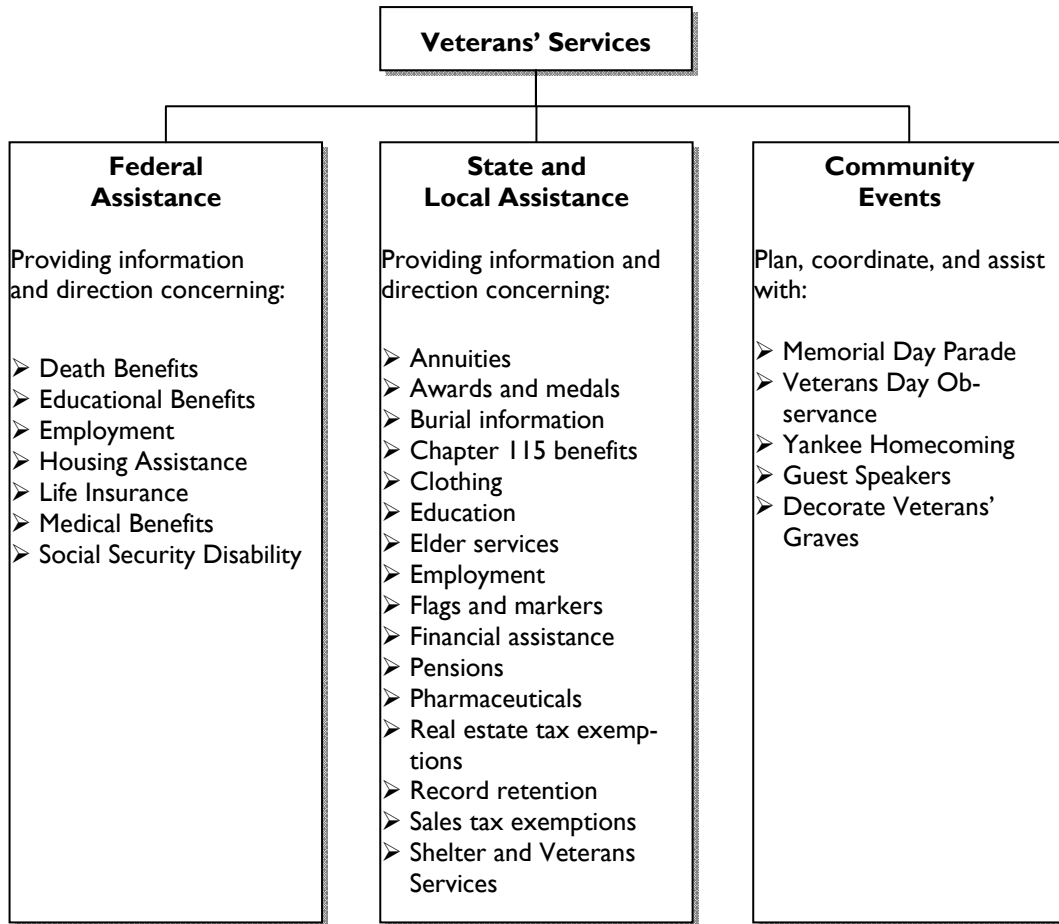 Veterans’ Services
Federal
Assistance
Providing information
and direction concerning:
➢ Death Benefits
➢ Educational Benefits
➢ Employment
➢ Housing Assistance
➢ Life Insurance
➢ Medical Benefits
➢ Social Security Disability
State and
Local Assistance
Providing information and
direction concerning:
➢ Annuities
➢ Awards and medals
➢ Burial information
➢ Chapter 115 benefits
➢ Clothing
➢ Education
➢ Elder services
➢ Employment
➢ Flags and markers
➢ Financial assistance
➢ Pensions
➢ Pharmaceuticals
➢ Real estate tax exemp-
tions
➢ Record retention
➢ Sales tax exemptions
➢ Shelter and Veterans
Services
Community
Events
Plan, coordinate, and assist
with:
➢ Memorial Day Parade
➢ Veterans Day Ob-
servance
➢ Yankee Homecoming
➢ Guest Speakers
➢ Decorate Veterans’
Graves